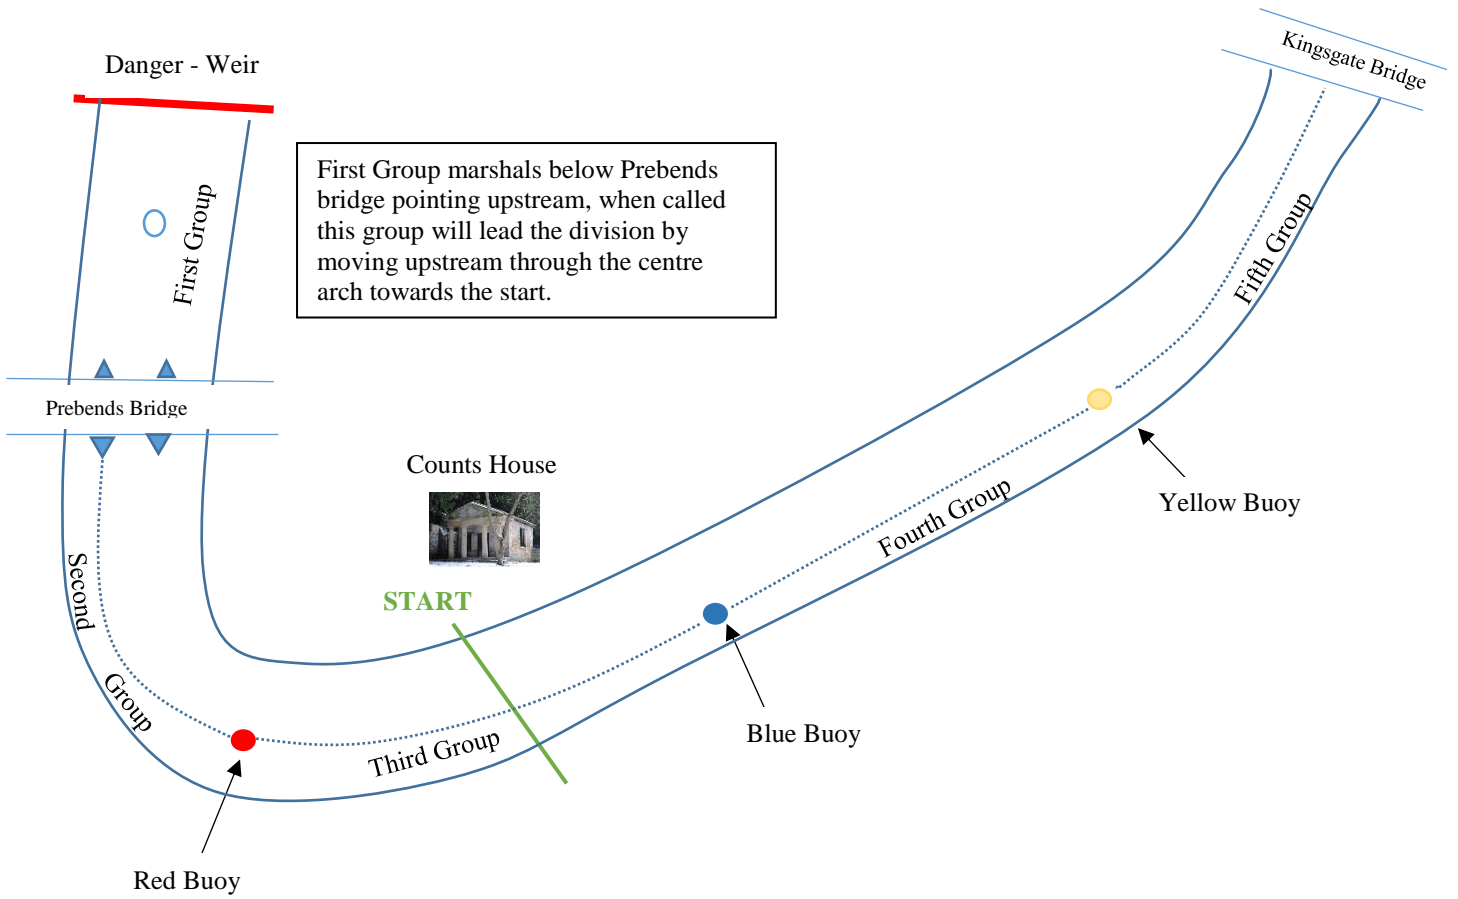 Kingsgate Bridge
Danger - Weir
First Group marshals below Prebends
bridge pointing upstream, when called
this group will lead the division by
moving upstream through the centre
arch towards the start.
First Group
Fifth Group
Prebends Bridge
Counts House
Yellow Buoy
Fourth Group
START
Second
Group
Third Group
Blue Buoy
Red Buoy